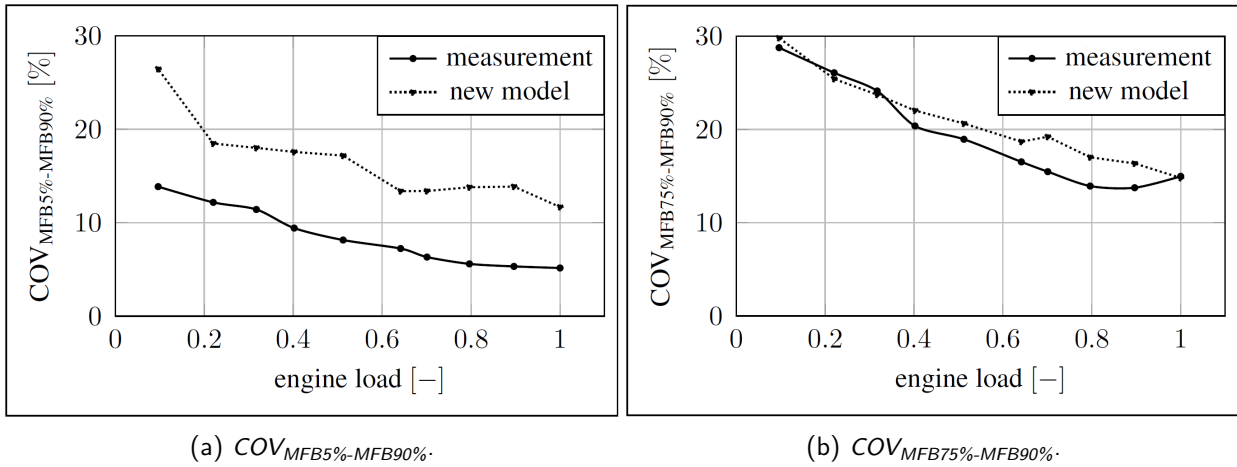 COV_MFB5%-MFB90% [%]
30
20
10
0
measurement
new model
0 0.2 0.4 0.6 0.8 1
engine load [−]
(a) COV_MFB5%-MFB90%.
COV_MFB75%-MFB90% [%]
30
20
10
0
measurement
new model
0 0.2 0.4 0.6 0.8 1
engine load [−]
(b) COV_MFB75%-MFB90%.